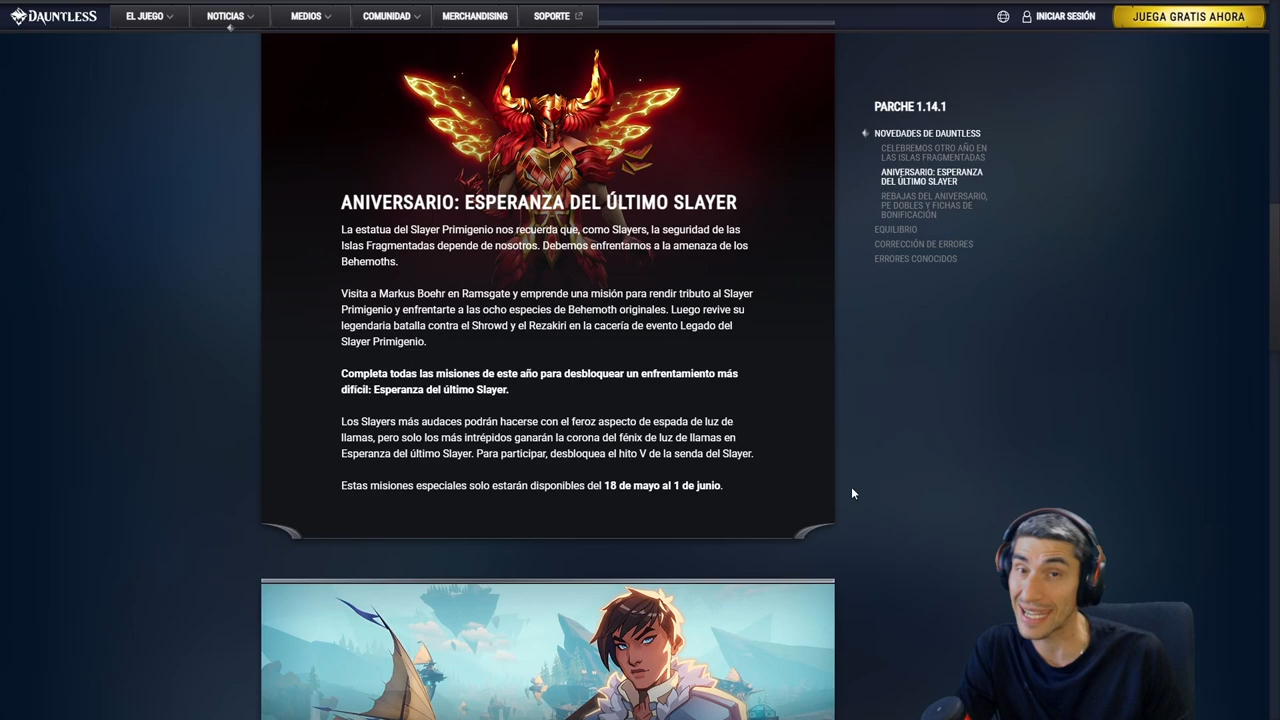 DAUNTLESS
EL JUEGO
NOTICIAS
MEDIOS
COMUNIDAD
MERCHANDISING
SOPORTE
INICIAR SESIÓN
JUEGA GRATIS AHORA
ANIVERSARIO: ESPERANZA DEL ÚLTIMO SLAYER
La estatua del Slayer Primigenio nos recuerda que, como Slayers, la seguridad de las
Islas Fragmentadas depende de nosotros. Debemos enfrentarnos a la amenaza de los
Behemoths.
Visita a Markus Boehr en Ramsgate y emprende una misión para rendir tributo al Slayer
Primigenio y enfrentarte a las ocho especies de Behemoth originales. Luego revive su
legendaria batalla contra el Shrowd y el Rezakiri en la cacería de evento Legado del
Slayer Primigenio.
Completa todas las misiones de este año para desbloquear un enfrentamiento más
difícil: Esperanza del último Slayer.
Los Slayers más audaces podrán hacerse con el feroz aspecto de espada de luz de
llamas, pero solo los más intrépidos ganarán la corona del fénix de luz de llamas en
Esperanza del último Slayer. Para participar, desbloquea el hito V de la senda del Slayer.
Estas misiones especiales solo estarán disponibles del 18 de mayo al 1 de junio.
PARCHE 1.14.1
NOVEDADES DE DAUNTLESS
CELEBREMOS OTRO AÑO EN
LAS ISLAS FRAGMENTADAS
ANIVERSARIO: ESPERANZA
DEL ÚLTIMO SLAYER
REBAJAS DEL ANIVERSARIO,
PE DOBLES Y FICHAS DE
BONIFICACIÓN
EQUILIBRIO
CORRECCIÓN DE ERRORES
ERRORES CONOCIDOS